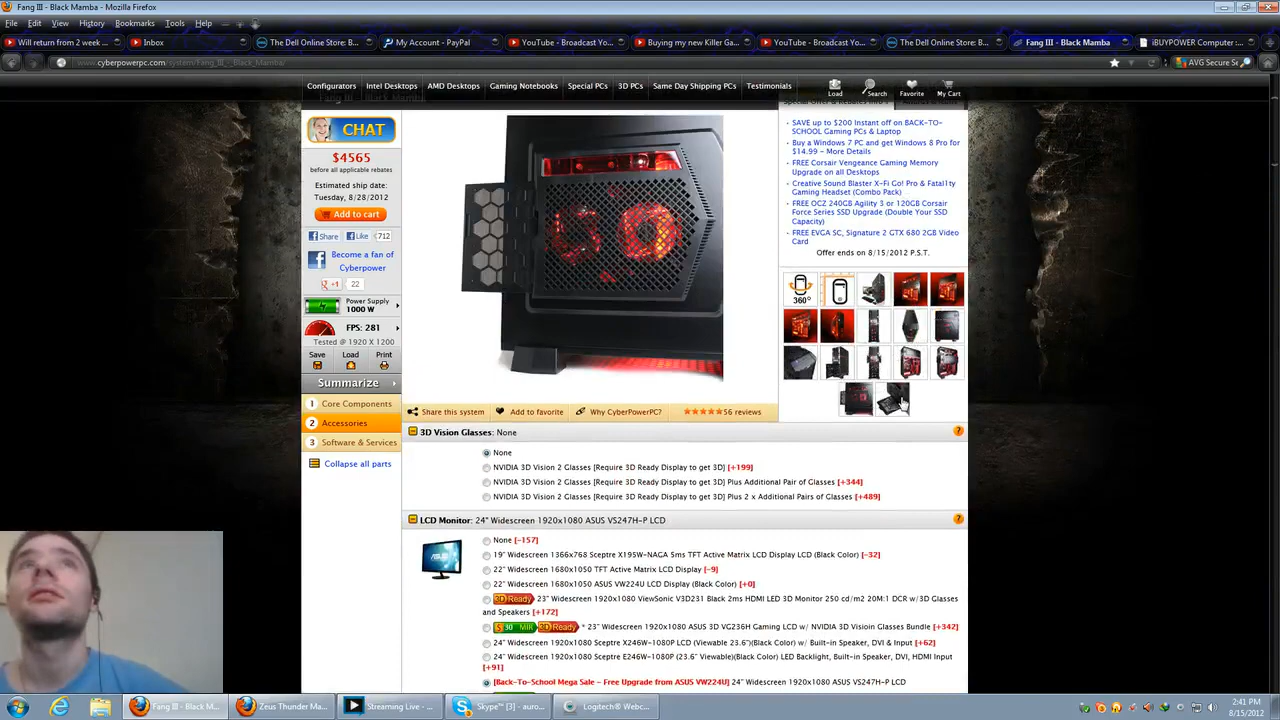 Fang III - Black Mamba - Mozilla Firefox
File Edit View History Bookmarks Tools Help
Will return from 2 week ...
Inbox
The Dell Online Store: B...
My Account - PayPal
YouTube - Broadcast Yo...
Buying my new Killer Ga...
YouTube - Broadcast Yo...
The Dell Online Store: B...
Fang III - Black Mamba
iBUYPOWER Computer : ...
www.cyberpowerpc.com/system/Fang_III_-_Black_Mamba/
AVG Secure Se
Configurators Intel Desktops AMD Desktops Gaming Notebooks Special PCs 3D PCs Same Day Shipping PCs Testimonials
Load Search Favorite My Cart
CHAT
$4565
before all applicable rebates
Estimated ship date:
Tuesday, 8/28/2012
Add to cart
Share Like 712
Become a fan of
Cyberpower
+1 22
Power Supply
1000 W
FPS: 281
Tested @ 1920 X 1200
Save Load Print
Summarize
1 Core Components
2 Accessories
3 Software & Services
Collapse all parts
SAVE up to $200 Instant off on BACK-TO-
SCHOOL Gaming PCs & Laptop
Buy a Windows 7 PC and get Windows 8 Pro for
$14.99 - More Details
FREE Corsair Vengeance Gaming Memory
Upgrade on all Desktops
Creative Sound Blaster X-Fi Go! Pro & Fatal1ty
Gaming Headset (Combo Pack)
FREE OCZ 240GB Agility 3 or 120GB Corsair
Force Series SSD Upgrade (Double Your SSD
Capacity)
FREE EVGA SC, Signature 2 GTX 680 2GB Video
Card
Offer ends on 8/15/2012 P.S.T.
360°
Share this system Add to favorite Why CyberPowerPC? 56 reviews
3D Vision Glasses: None ?
None
NVIDIA 3D Vision 2 Glasses [Require 3D Ready Display to get 3D] [+199]
NVIDIA 3D Vision 2 Glasses [Require 3D Ready Display to get 3D] Plus Additional Pair of Glasses [+344]
NVIDIA 3D Vision 2 Glasses [Require 3D Ready Display to get 3D] Plus 2 x Additional Pairs of Glasses [+489]
LCD Monitor: 24" Widescreen 1920x1080 ASUS VS247H-P LCD ?
None [-157]
19" Widescreen 1366x768 Sceptre X195W-NAGA 5ms TFT Active Matrix LCD Display LCD (Black Color) [-32]
22" Widescreen 1680x1050 TFT Active Matrix LCD Display [-9]
22" Widescreen 1680x1050 ASUS VW224U LCD Display (Black Color) [+0]
3D Ready 23" Widescreen 1920x1080 ViewSonic V3D231 Black 2ms HDMI LED 3D Monitor 250 cd/m2 20M:1 DCR w/3D Glasses
and Speakers [+172]
$ 30 MIR 3D Ready * 23" Widescreen 1920x1080 ASUS 3D VG236H Gaming LCD w/ NVIDIA 3D Visioin Glasses Bundle [+342]
24" Widescreen 1920x1080 Sceptre X246W-1080P LCD (Viewable 23.6")(Black Color) w/ Built-in Speaker, DVI & Input [+62]
24" Widescreen 1920x1080 Sceptre E246W-1080P (23.6" Viewable)(Black Color) LED Backlight, Built-in Speaker, DVI, HDMI Input
[+91]
[Back-To-School Mega Sale - Free Upgrade from ASUS VW224U] 24" Widescreen 1920x1080 ASUS VS247H-P LCD
Fang III - Black M...
Zeus Thunder Ma...
Streaming Live - ...
Skype™ [3] - auro...
Logitech® Webc...
2:41 PM
8/15/2012